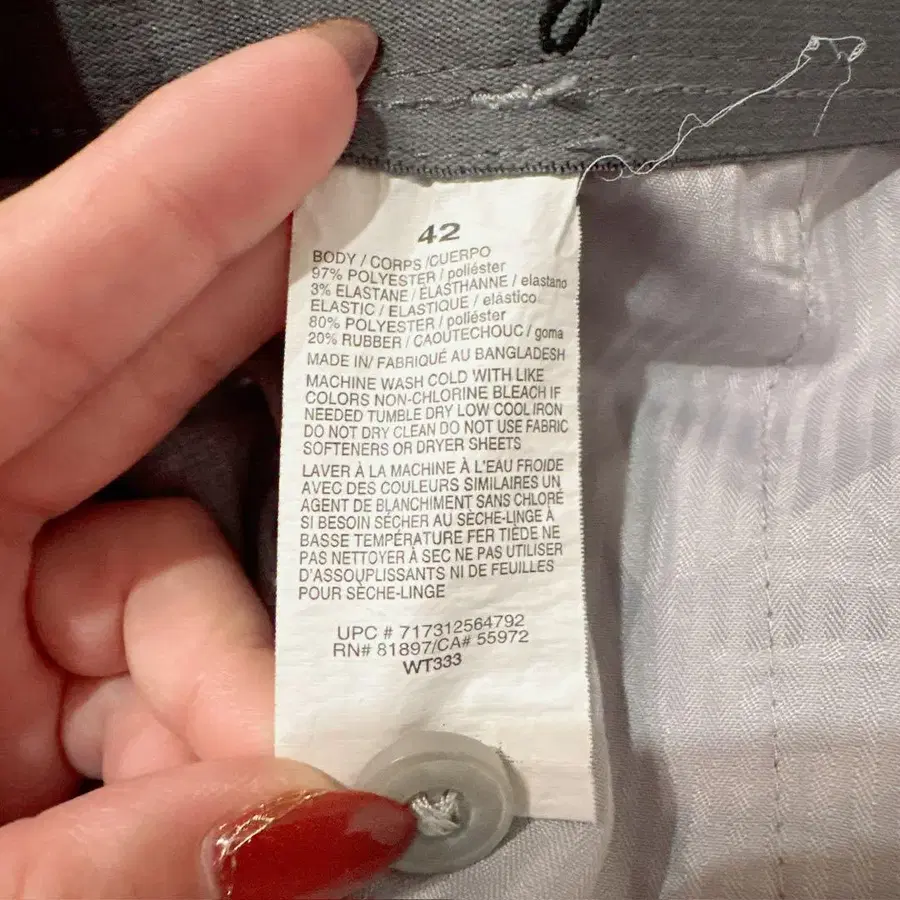 42
BODY / CORPS /CUERPO
97% POLYESTER / poliéster
3% ELASTANE / ÉLASTHANNE / elastano
ELASTIC / ELASTIQUE / elástico
80% POLYESTER / poliéster
20% RUBBER / CAOUTECHOUC / goma
MADE IN/ FABRIQUÉ AU BANGLADESH
MACHINE WASH COLD WITH LIKE
COLORS NON-CHLORINE BLEACH IF
NEEDED TUMBLE DRY LOW COOL IRON
DO NOT DRY CLEAN DO NOT USE FABRIC
SOFTENERS OR DRYER SHEETS
LAVER À LA MACHINE À L'EAU FROIDE
AVEC DES COULEURS SIMILAIRES UN
AGENT DE BLANCHIMENT SANS CHLORE
SI BESOIN SÉCHER AU SÈCHE-LINGE À
BASSE TEMPÉRATURE FER TIÈDE NE
PAS NETTOYER À SEC NE PAS UTILISER
D'ASSOUPLISSANTS NI DE FEUILLES
POUR SÈCHE-LINGE
UPC # 717312564792
RN# 81897/CA# 55972
WT333